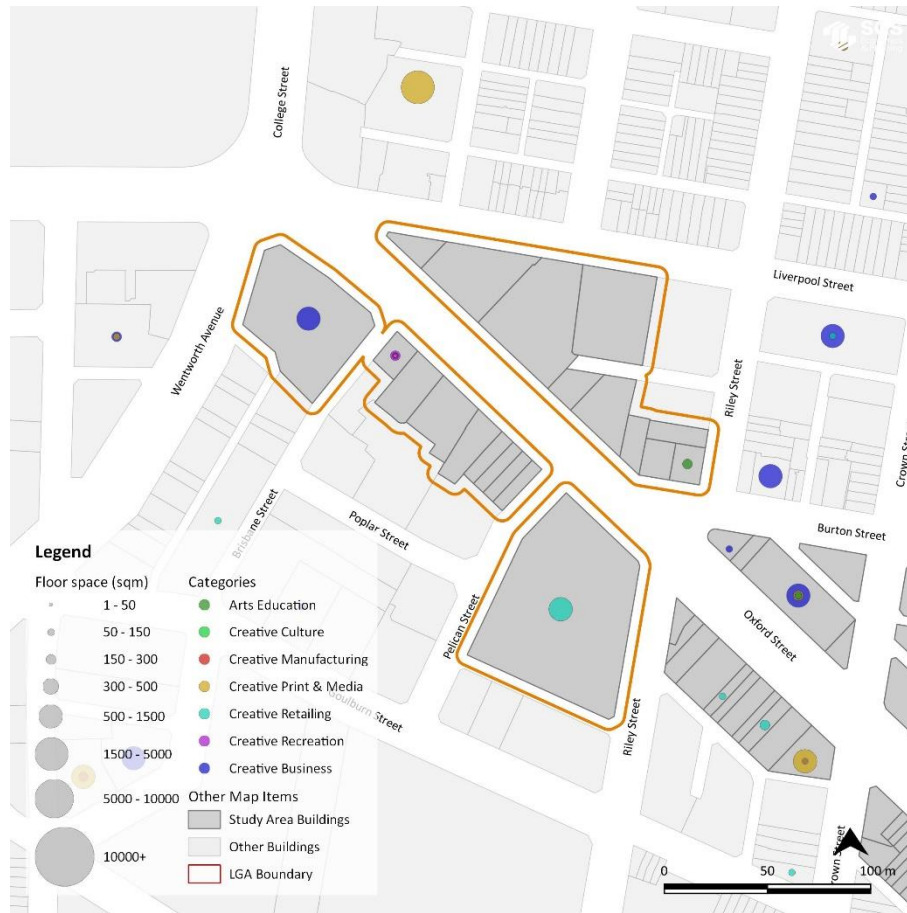 SGS
College Street
Liverpool Street
Wentworth Avenue
Riley Street
Crown Street
Burton Street
Brisbane Street
Poplar Street
Pelican Street
Oxford Street
Goulburn Street
Riley Street
Crown Street
Legend
Floor space (sqm)
1 - 50
50 - 150
150 - 300
300 - 500
500 - 1500
1500 - 5000
5000 - 10000
10000+
Categories
Arts Education
Creative Culture
Creative Manufacturing
Creative Print & Media
Creative Retailing
Creative Recreation
Creative Business
Other Map Items
Study Area Buildings
Other Buildings
LGA Boundary
0 50 100 m